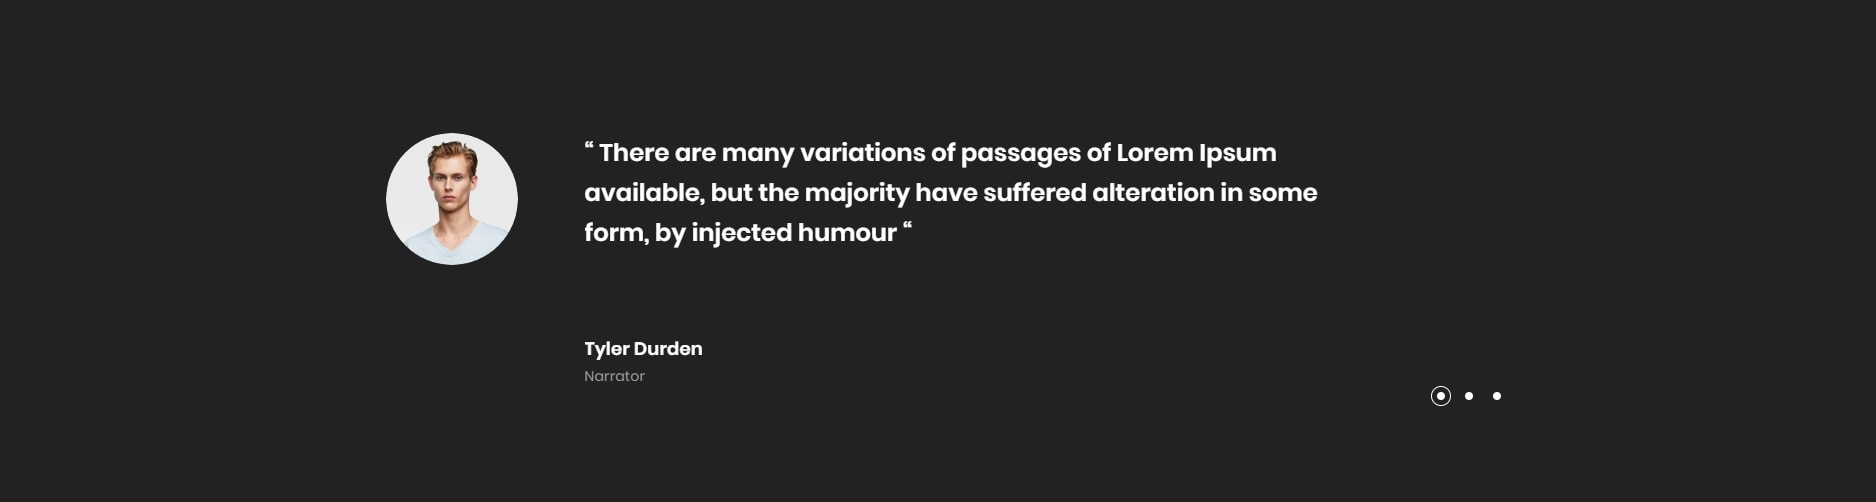 “ There are many variations of passages of Lorem Ipsum
available, but the majority have suffered alteration in some
form, by injected humour “
Tyler Durden
Narrator